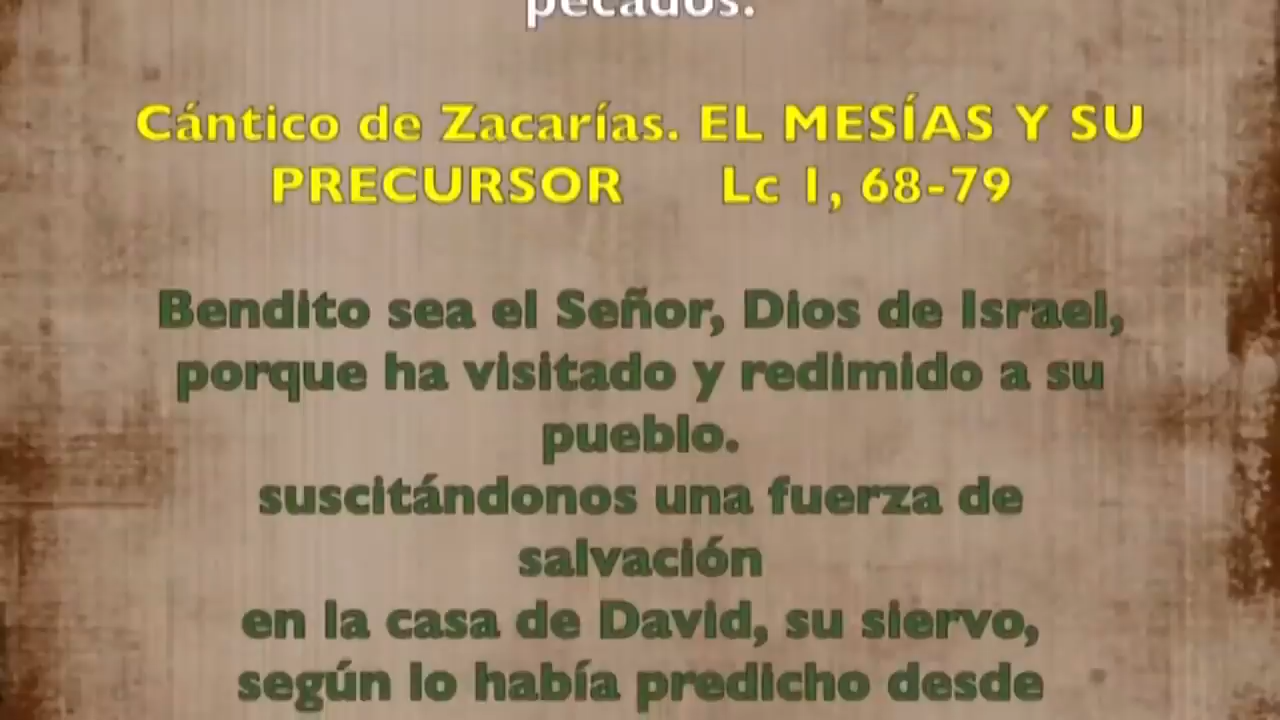 pecados.
Cántico de Zacarías. EL MESÍAS Y SU
PRECURSOR Lc 1, 68-79
Bendito sea el Señor, Dios de Israel,
porque ha visitado y redimido a su
pueblo.
suscitándonos una fuerza de
salvación
en la casa de David, su siervo,
según lo había predicho desde